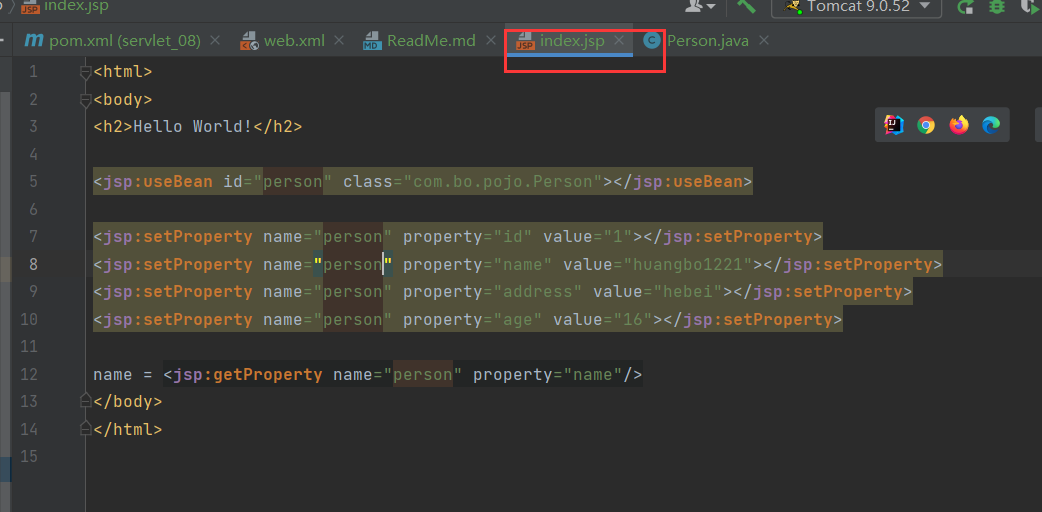 index.jsp
Tomcat 9.0.52
pom.xml (servlet_08)
web.xml
ReadMe.md
index.jsp
Person.java
1 <html>
2 <body>
3 <h2>Hello World!</h2>
4
5 <jsp:useBean id="person" class="com.bo.pojo.Person"></jsp:useBean>
6
7 <jsp:setProperty name="person" property="id" value="1"></jsp:setProperty>
8 <jsp:setProperty name="person" property="name" value="huangbo1221"></jsp:setProperty>
9 <jsp:setProperty name="person" property="address" value="hebei"></jsp:setProperty>
10 <jsp:setProperty name="person" property="age" value="16"></jsp:setProperty>
11
12 name = <jsp:getProperty name="person" property="name"/>
13 </body>
14 </html>
15